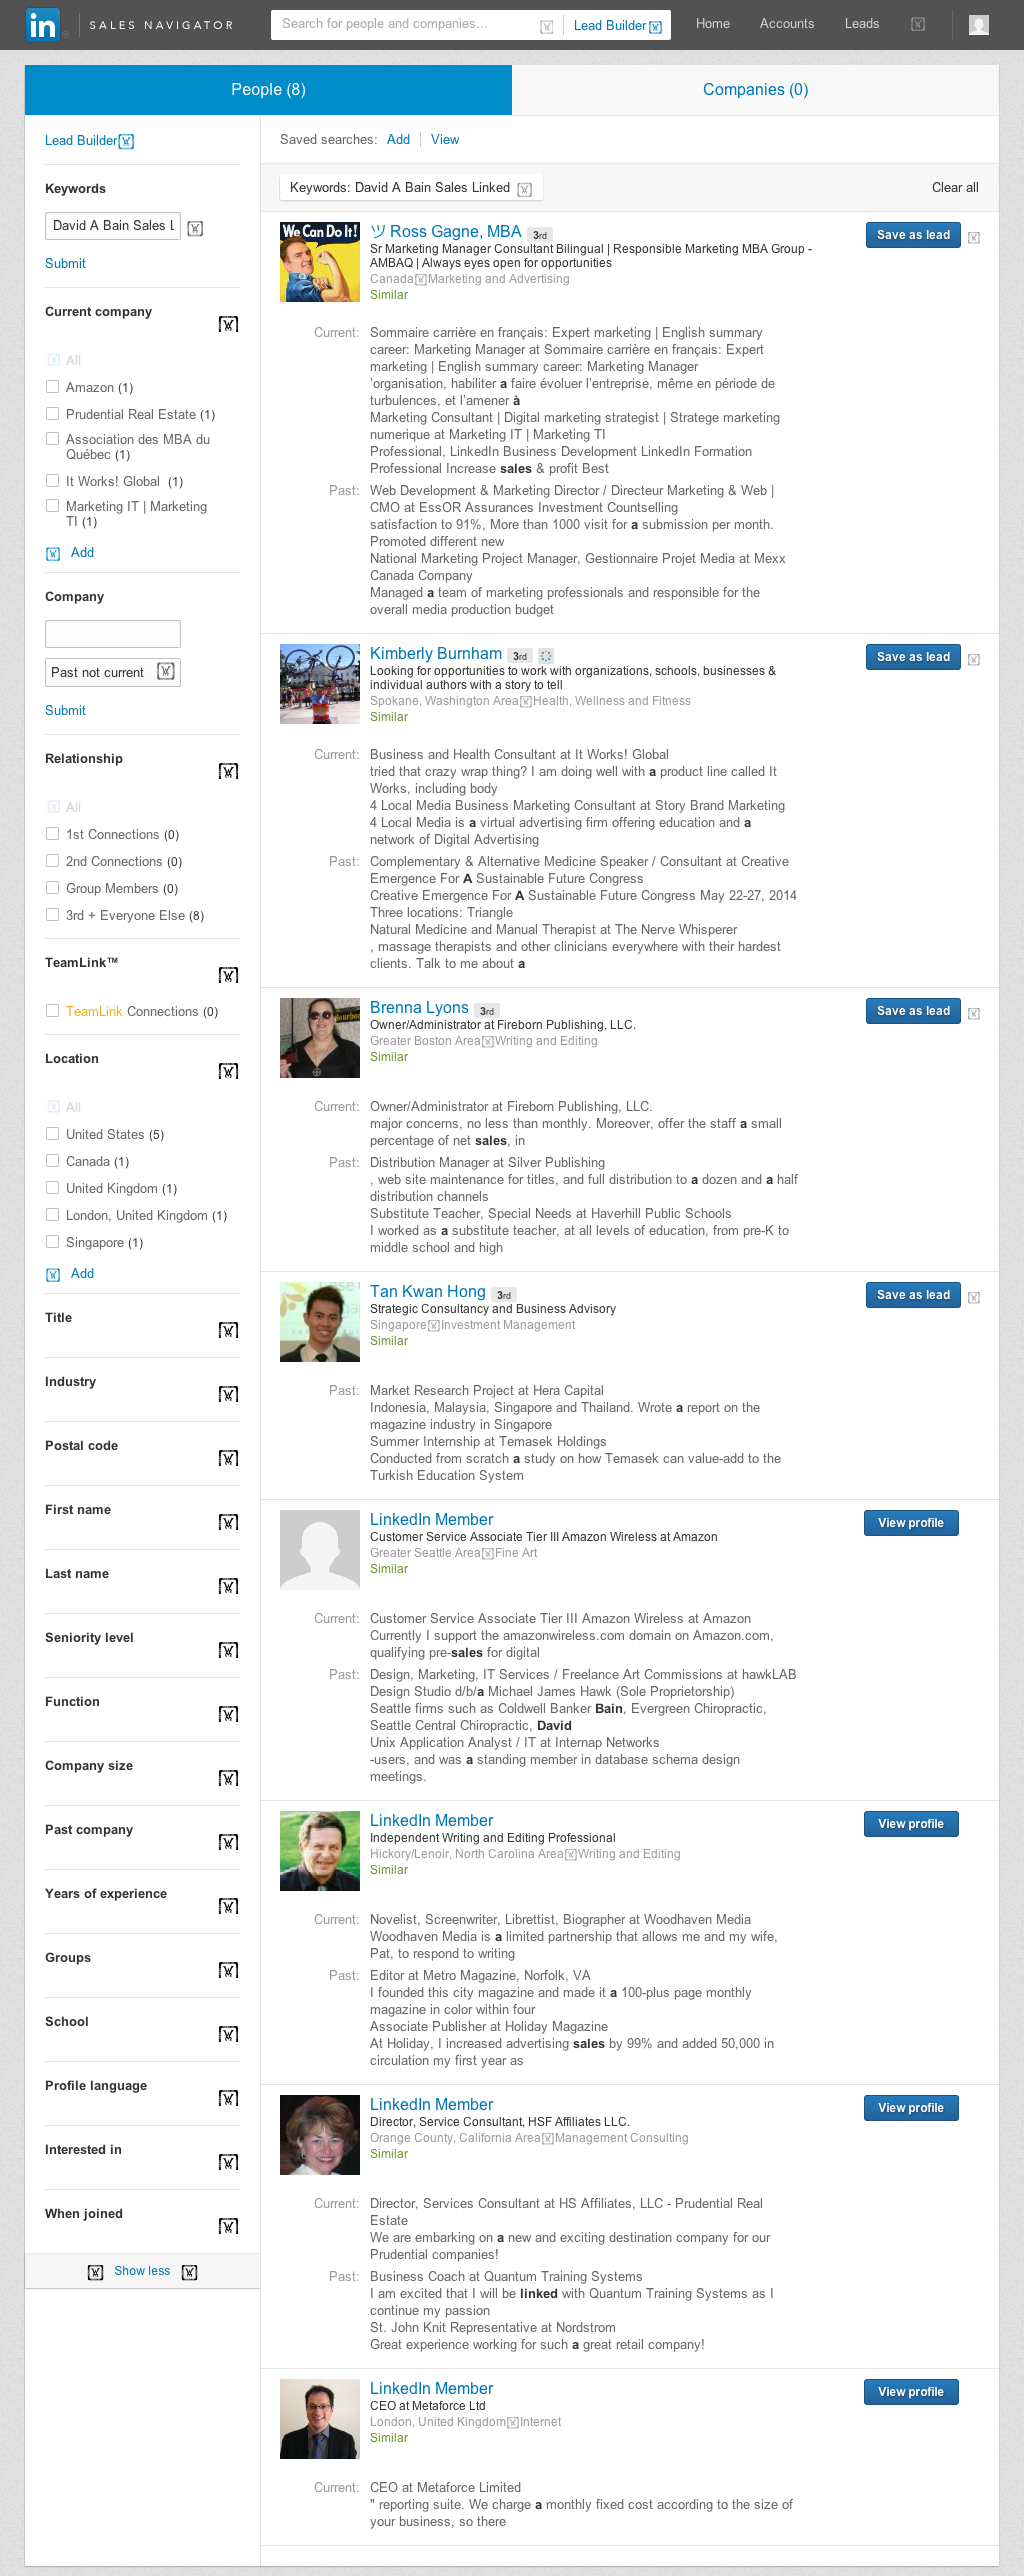 in
SALES NAVIGATOR
Search for people and companies...
Lead Builder
Home
Accounts
Leads
People (8)
Companies (0)
Lead Builder
Keywords
David A Bain Sales L
Submit
Current company
All
Amazon (1)
Prudential Real Estate (1)
Association des MBA du
Québec (1)
It Works! Global (1)
Marketing IT | Marketing
TI (1)
Add
Company
Past not current
Submit
Relationship
All
1st Connections (0)
2nd Connections (0)
Group Members (0)
3rd + Everyone Else (8)
TeamLink™
TeamLink Connections (0)
Location
All
United States (5)
Canada (1)
United Kingdom (1)
London, United Kingdom (1)
Singapore (1)
Add
Title
Industry
Postal code
First name
Last name
Seniority level
Function
Company size
Past company
Years of experience
Groups
School
Profile language
Interested in
When joined
Show less
Saved searches: Add View
Keywords: David A Bain Sales Linked
Clear all
We Can Do It!
ツ Ross Gagne, MBA 3rd
Save as lead
Sr Marketing Manager Consultant Bilingual | Responsible Marketing MBA Group -
AMBAQ | Always eyes open for opportunities
Canada Marketing and Advertising
Similar
Current: Sommaire carrière en français: Expert marketing | English summary
career: Marketing Manager at Sommaire carrière en français: Expert
marketing | English summary career: Marketing Manager
'organisation, habiliter a faire évoluer l'entreprise, même en période de
turbulences, et l'amener à
Marketing Consultant | Digital marketing strategist | Stratege marketing
numerique at Marketing IT | Marketing TI
Professional, LinkedIn Business Development LinkedIn Formation
Professional Increase sales & profit Best
Past: Web Development & Marketing Director / Directeur Marketing & Web |
CMO at EssOR Assurances Investment Countselling
satisfaction to 91%, More than 1000 visit for a submission per month.
Promoted different new
National Marketing Project Manager, Gestionnaire Projet Media at Mexx
Canada Company
Managed a team of marketing professionals and responsible for the
overall media production budget
Kimberly Burnham 3rd
Save as lead
Looking for opportunities to work with organizations, schools, businesses &
individual authors with a story to tell
Spokane, Washington Area Health, Wellness and Fitness
Similar
Current: Business and Health Consultant at It Works! Global
tried that crazy wrap thing? I am doing well with a product line called It
Works, including body
4 Local Media Business Marketing Consultant at Story Brand Marketing
4 Local Media is a virtual advertising firm offering education and a
network of Digital Advertising
Past: Complementary & Alternative Medicine Speaker / Consultant at Creative
Emergence For A Sustainable Future Congress
Creative Emergence For A Sustainable Future Congress May 22-27, 2014
Three locations: Triangle
Natural Medicine and Manual Therapist at The Nerve Whisperer
, massage therapists and other clinicians everywhere with their hardest
clients. Talk to me about a
Brenna Lyons 3rd
Save as lead
Owner/Administrator at Fireborn Publishing, LLC.
Greater Boston Area Writing and Editing
Similar
Current: Owner/Administrator at Fireborn Publishing, LLC.
major concerns, no less than monthly. Moreover, offer the staff a small
percentage of net sales, in
Past: Distribution Manager at Silver Publishing
, web site maintenance for titles, and full distribution to a dozen and a half
distribution channels
Substitute Teacher, Special Needs at Haverhill Public Schools
I worked as a substitute teacher, at all levels of education, from pre-K to
middle school and high
Tan Kwan Hong 3rd
Save as lead
Strategic Consultancy and Business Advisory
Singapore Investment Management
Similar
Past: Market Research Project at Hera Capital
Indonesia, Malaysia, Singapore and Thailand. Wrote a report on the
magazine industry in Singapore
Summer Internship at Temasek Holdings
Conducted from scratch a study on how Temasek can value-add to the
Turkish Education System
LinkedIn Member
View profile
Customer Service Associate Tier III Amazon Wireless at Amazon
Greater Seattle Area Fine Art
Similar
Current: Customer Service Associate Tier III Amazon Wireless at Amazon
Currently I support the amazonwireless.com domain on Amazon.com,
qualifying pre-sales for digital
Past: Design, Marketing, IT Services / Freelance Art Commissions at hawkLAB
Design Studio d/b/a Michael James Hawk (Sole Proprietorship)
Seattle firms such as Coldwell Banker Bain, Evergreen Chiropractic,
Seattle Central Chiropractic, David
Unix Application Analyst / IT at Internap Networks
-users, and was a standing member in database schema design
meetings.
LinkedIn Member
View profile
Independent Writing and Editing Professional
Hickory/Lenoir, North Carolina Area Writing and Editing
Similar
Current: Novelist, Screenwriter, Librettist, Biographer at Woodhaven Media
Woodhaven Media is a limited partnership that allows me and my wife,
Pat, to respond to writing
Past: Editor at Metro Magazine, Norfolk, VA
I founded this city magazine and made it a 100-plus page monthly
magazine in color within four
Associate Publisher at Holiday Magazine
At Holiday, I increased advertising sales by 99% and added 50,000 in
circulation my first year as
LinkedIn Member
View profile
Director, Service Consultant, HSF Affiliates LLC.
Orange County, California Area Management Consulting
Similar
Current: Director, Services Consultant at HS Affiliates, LLC - Prudential Real
Estate
We are embarking on a new and exciting destination company for our
Prudential companies!
Past: Business Coach at Quantum Training Systems
I am excited that I will be linked with Quantum Training Systems as I
continue my passion
St. John Knit Representative at Nordstrom
Great experience working for such a great retail company!
LinkedIn Member
View profile
CEO at Metaforce Ltd
London, United Kingdom Internet
Similar
Current: CEO at Metaforce Limited
" reporting suite. We charge a monthly fixed cost according to the size of
your business, so there